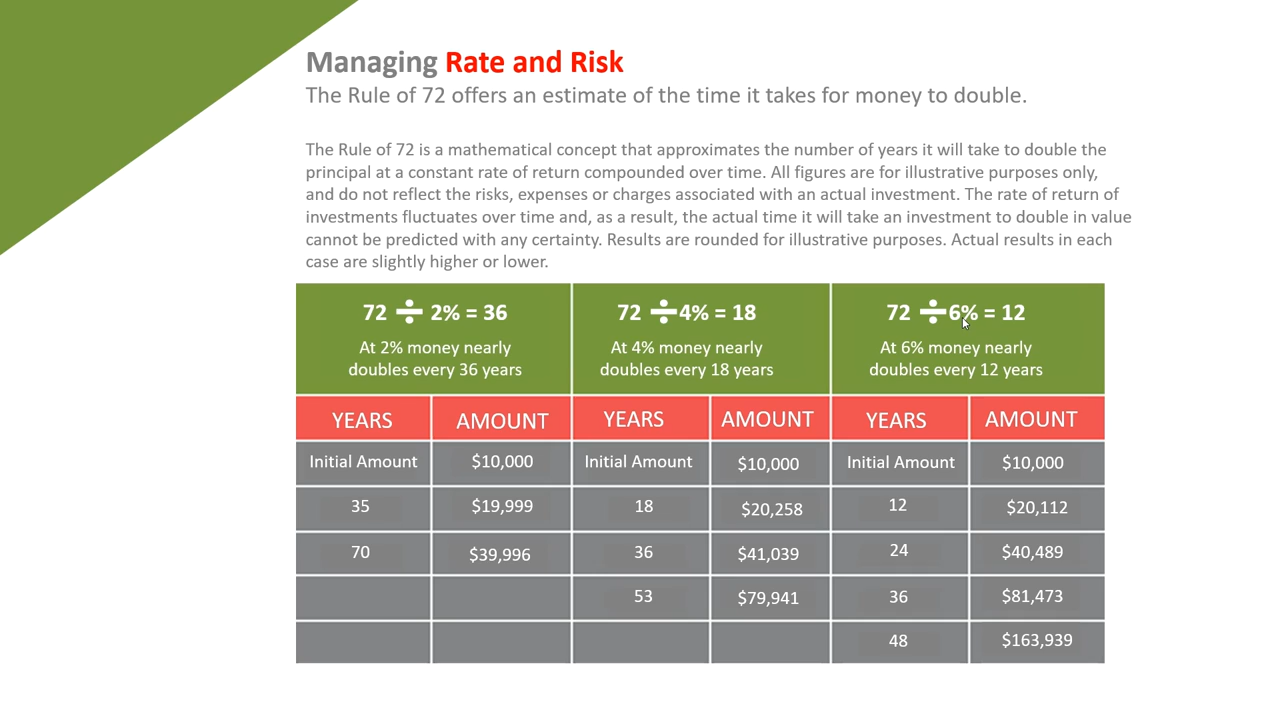 Managing Rate and Risk
The Rule of 72 offers an estimate of the time it takes for money to double.
The Rule of 72 is a mathematical concept that approximates the number of years it will take to double the
principal at a constant rate of return compounded over time. All figures are for illustrative purposes only,
and do not reflect the risks, expenses or charges associated with an actual investment. The rate of return of
investments fluctuates over time and, as a result, the actual time it will take an investment to double in value
cannot be predicted with any certainty. Results are rounded for illustrative purposes. Actual results in each
case are slightly higher or lower.
72 ÷ 2% = 36 72 ÷ 4% = 18 72 ÷ 6% = 12
At 2% money nearly At 4% money nearly At 6% money nearly
doubles every 36 years doubles every 18 years doubles every 12 years
YEARS AMOUNT YEARS AMOUNT YEARS AMOUNT
Initial Amount $10,000 Initial Amount $10,000 Initial Amount $10,000
35 $19,999 18 $20,258 12 $20,112
70 $39,996 36 $41,039 24 $40,489
53 $79,941 36 $81,473
48 $163,939